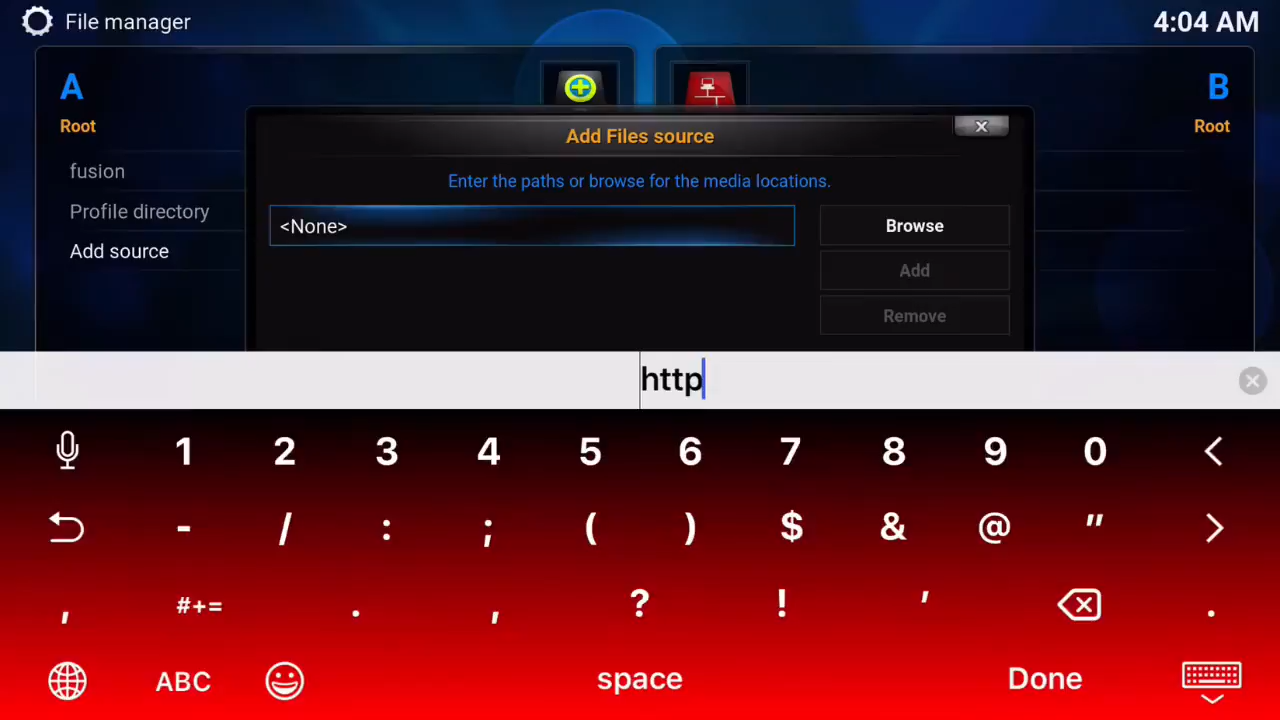 File manager
4:04 AM
A
B
Root
Root
Add Files source
Enter the paths or browse for the media locations.
fusion
Profile directory
Add source
<None>
Browse
Add
Remove
http
1 2 3 4 5 6 7 8 9 0 <
- / : ; ( ) $ & @ " >
, #+= . , ? ! ' .
ABC space Done